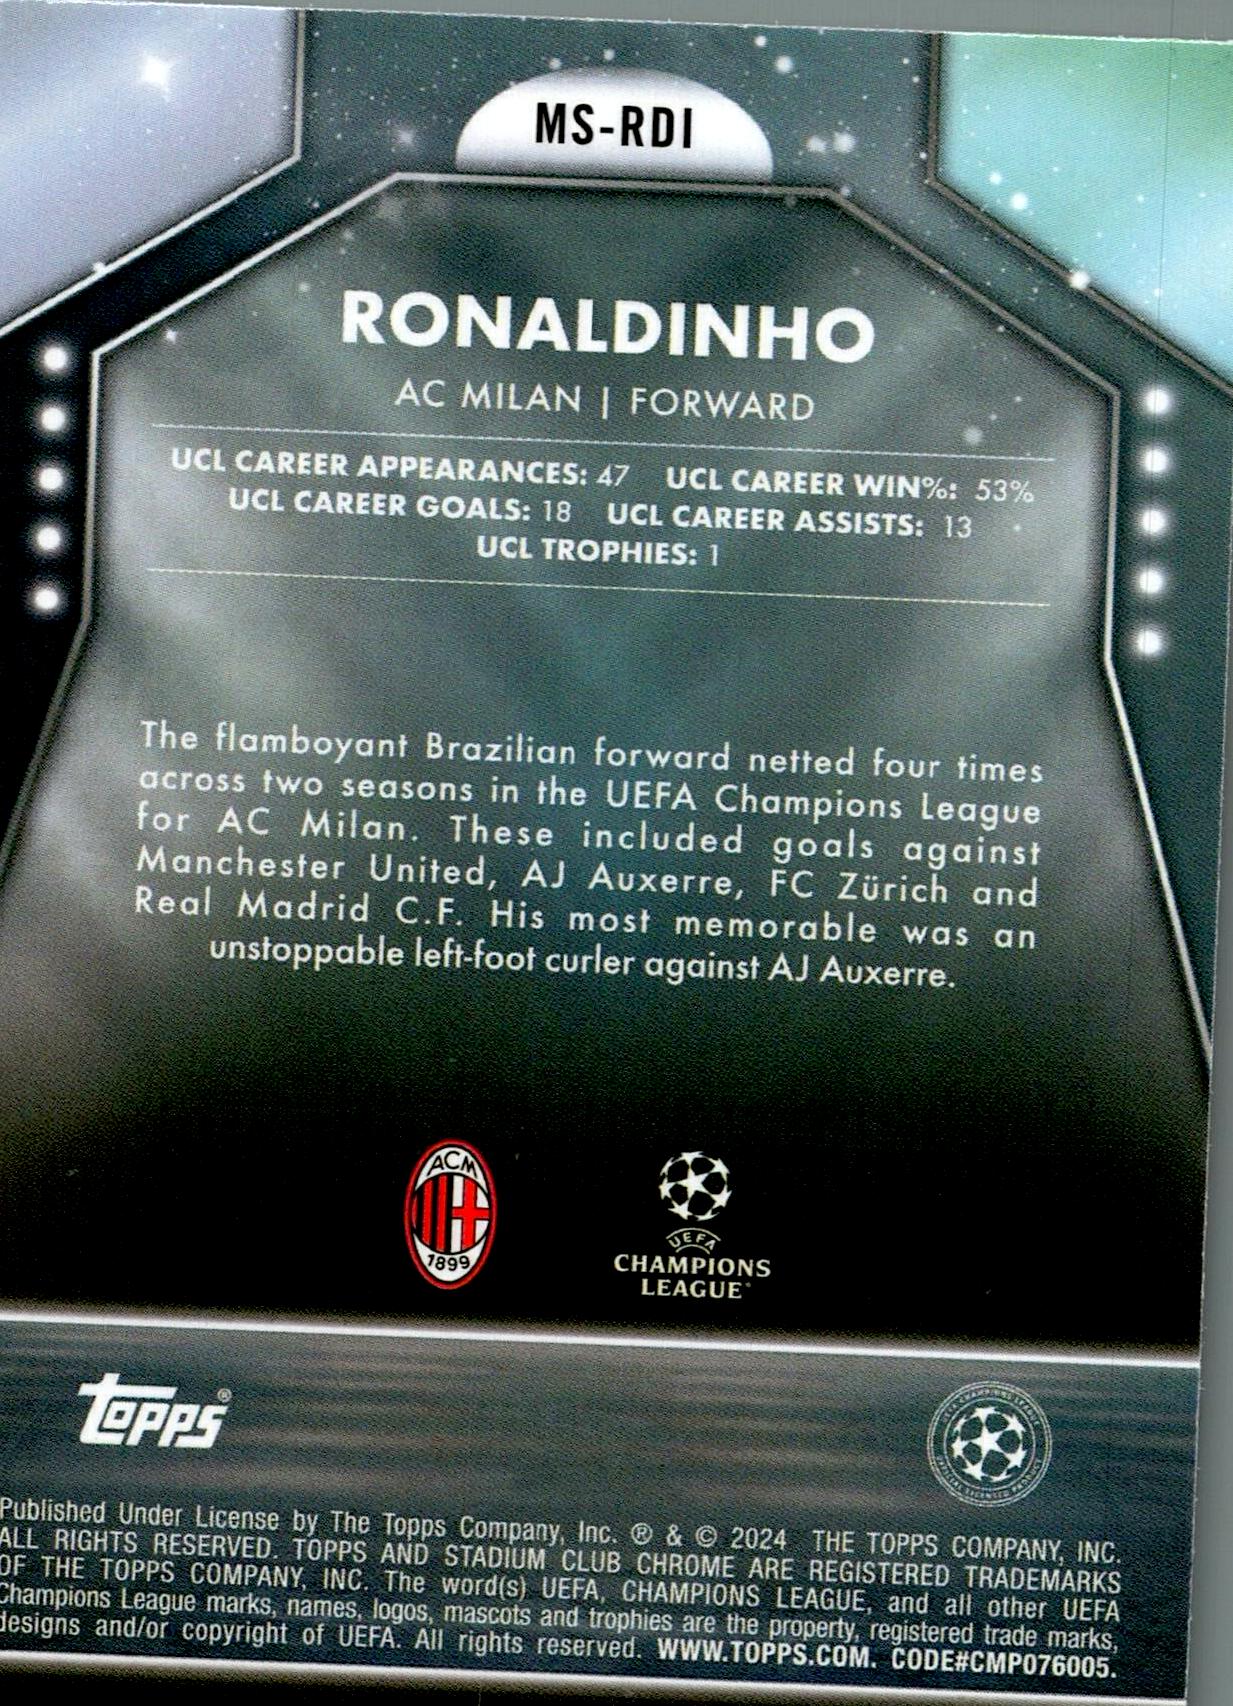 MS-RDI
RONALDINHO
AC MILAN | FORWARD
UCL CAREER APPEARANCES: 47 UCL CAREER WIN%: 53%
UCL CAREER GOALS: 18 UCL CAREER ASSISTS: 13
UCL TROPHIES: 1
The flamboyant Brazilian forward netted four times
across two seasons in the UEFA Champions League
for AC Milan. These included goals against
Manchester United, AJ Auxerre, FC Zürich and
Real Madrid C.F. His most memorable was an
unstoppable left-foot curler against AJ Auxerre.
ACM
1899
UEFA
CHAMPIONS
LEAGUE
TOPPS®
Published Under License by The Topps Company, Inc. ® & © 2024 THE TOPPS COMPANY, INC.
ALL RIGHTS RESERVED. TOPPS AND STADIUM CLUB CHROME ARE REGISTERED TRADEMARKS
OF THE TOPPS COMPANY, INC. The word(s) UEFA, CHAMPIONS LEAGUE, and all other UEFA
Champions League marks, names, logos, mascots and trophies are the property, registered trade marks,
designs and/or copyright of UEFA. All rights reserved. WWW.TOPPS.COM. CODE#CMP076005.